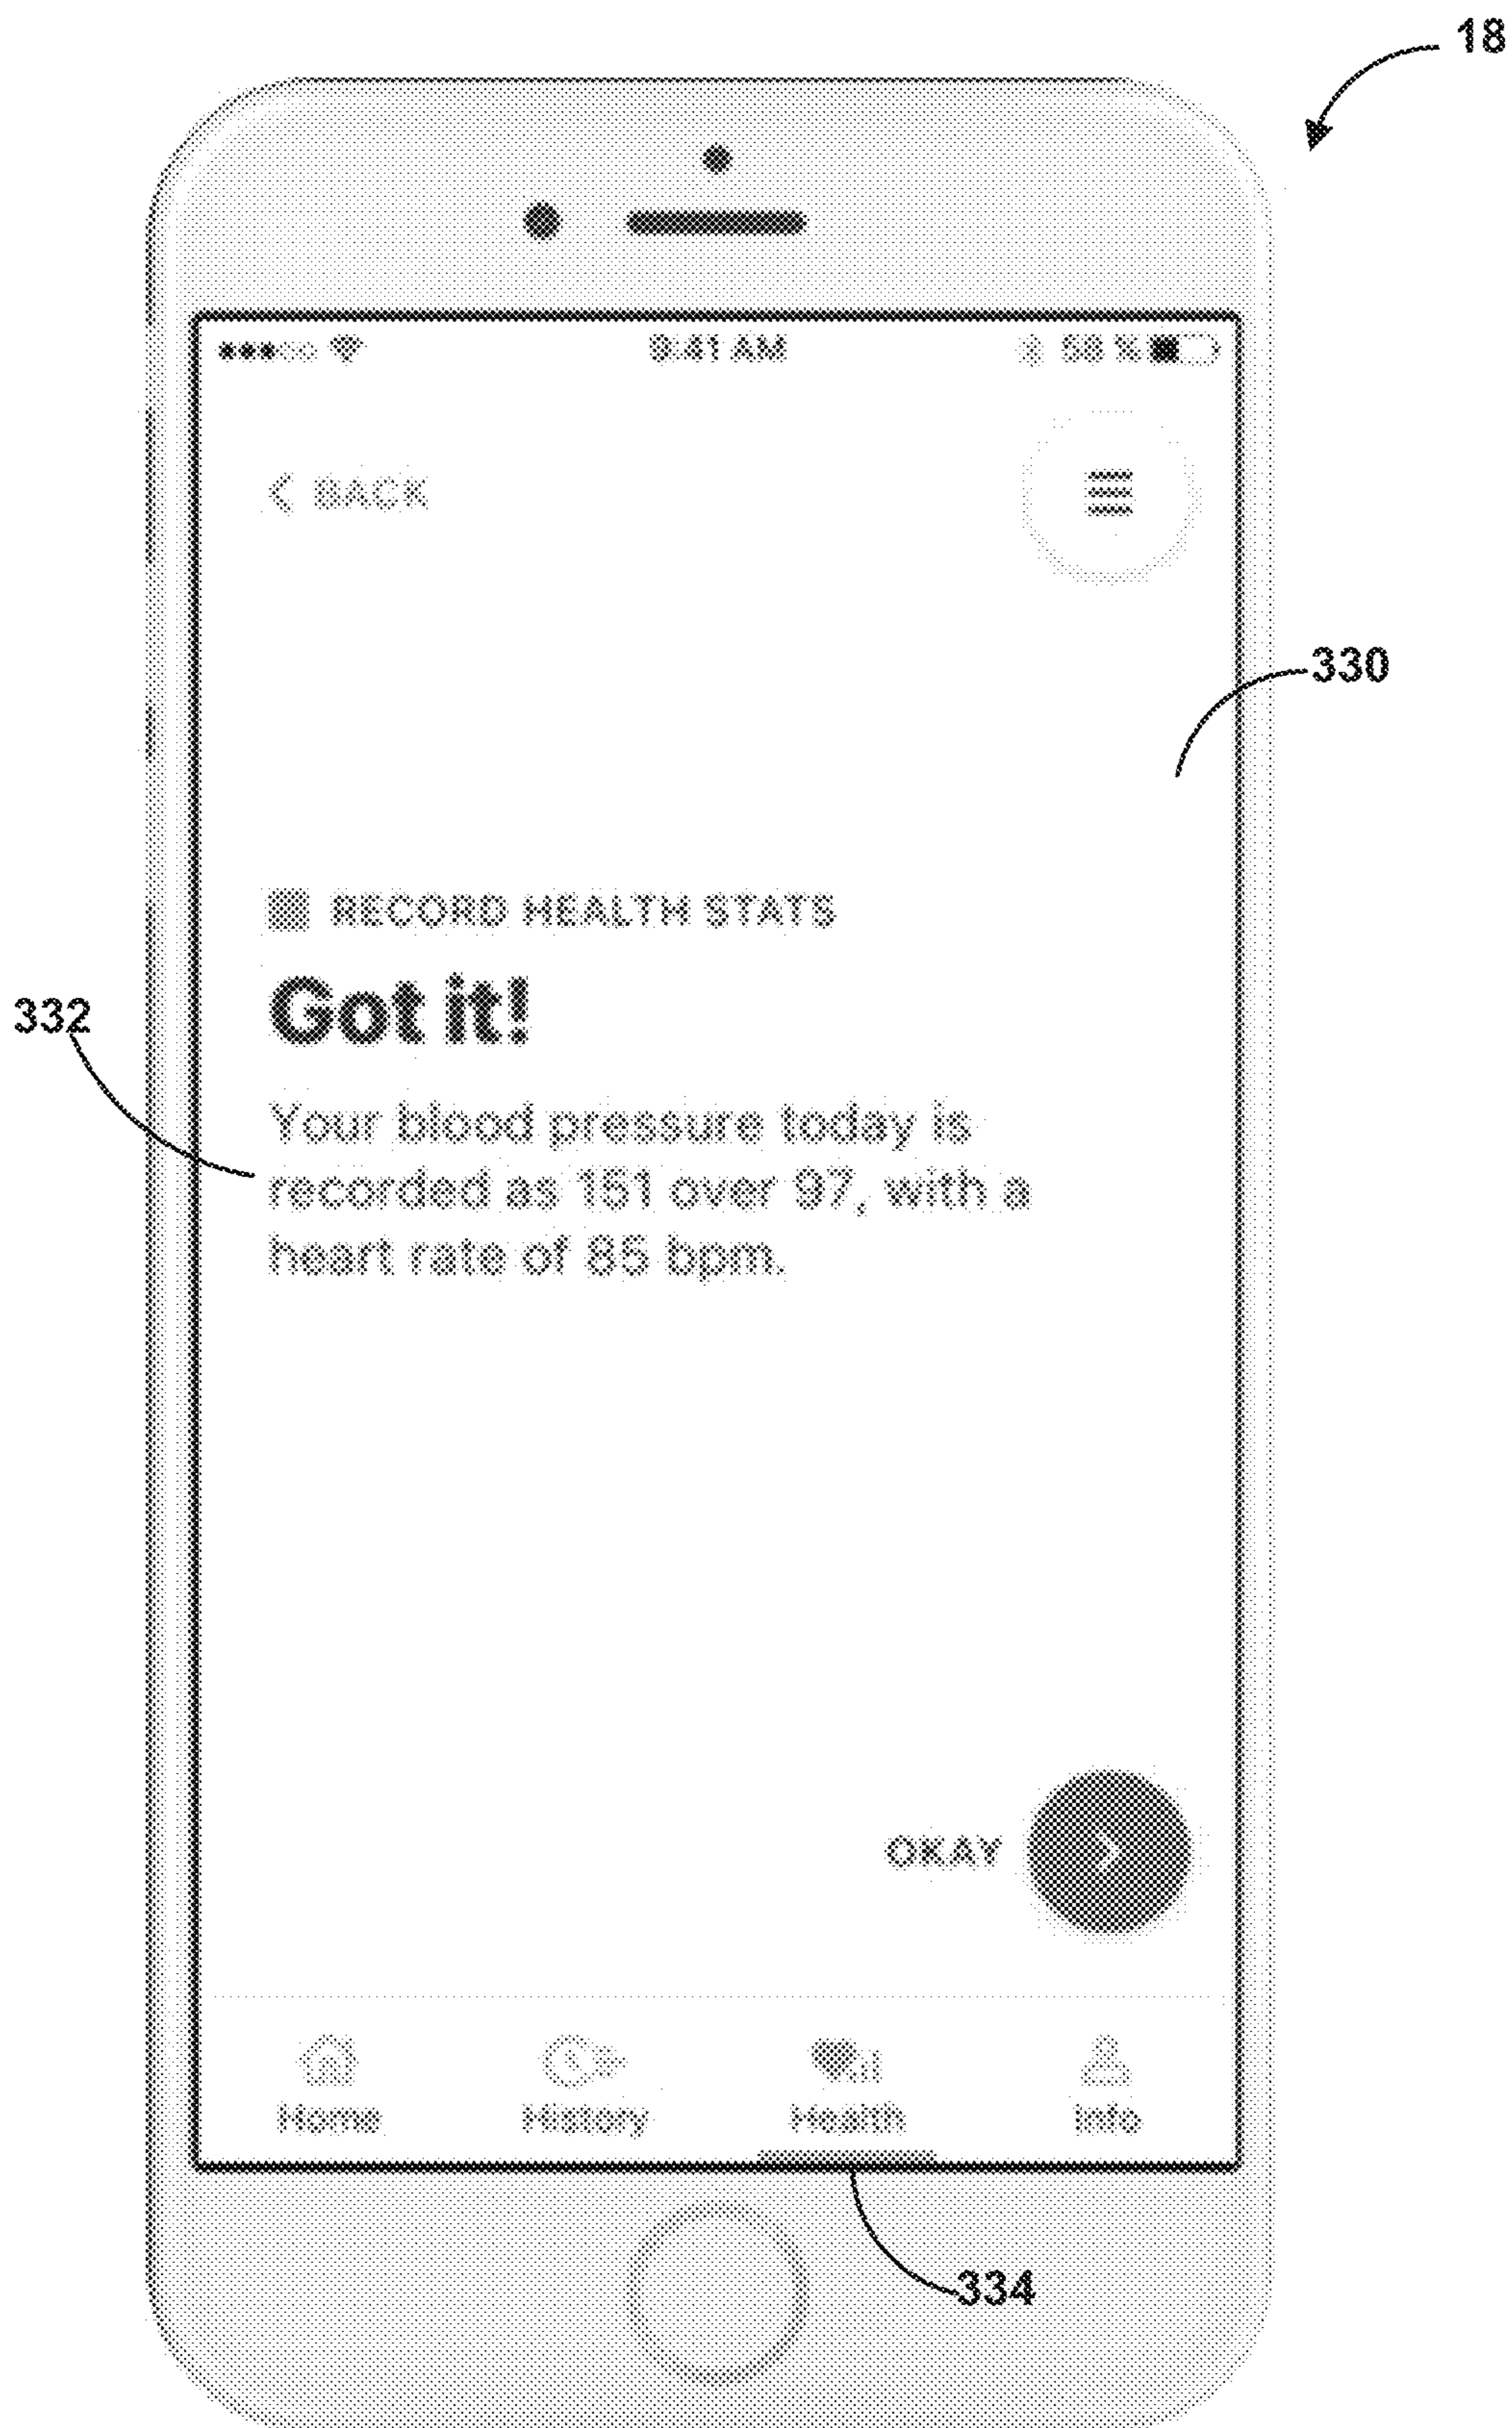 18
9:41 AM 58 %
BACK
330
RECORD HEALTH STATS
Got it!
332
Your blood pressure today is
recorded as 151 over 97, with a
heart rate of 85 bpm.
OKAY
Home History Health Info
334